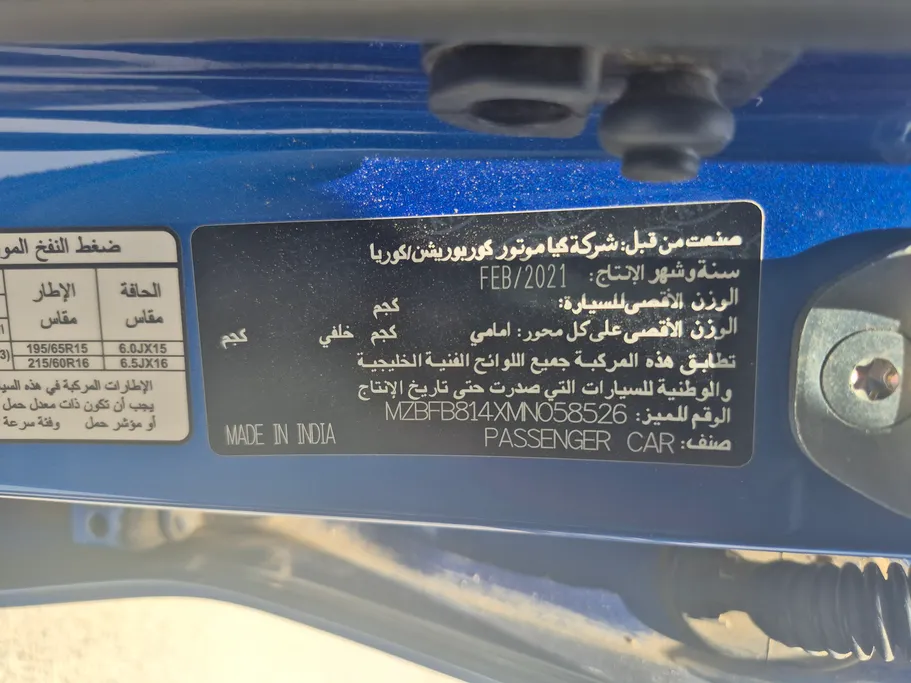 صنعت من قبل: شركة كيا موتور كوربوريشن/كوريا
سنة وشهر الإنتاج: FEB/2021
الوزن الأقصى للسيارة: كجم
الوزن الأقصى على كل محور: امامي كجم خلفي كجم
تطابق هذه المركبة جميع اللوائح الفنية الخليجية
والوطنية للسيارات التي صدرت حتى تاريخ الإنتاج
الرقم المميز: MZBFB814XMN058526
صنف: PASSENGER CAR
MADE IN INDIA
ضغط النفخ
الحافة الإطار
مقاس مقاس
6.0JX15 195/65R15
6.5JX16 215/60R16
الإطارات المركبة في هذه
يجب أن تكون ذات معدل حمل
أو مؤشر حمل وفئة سرعة